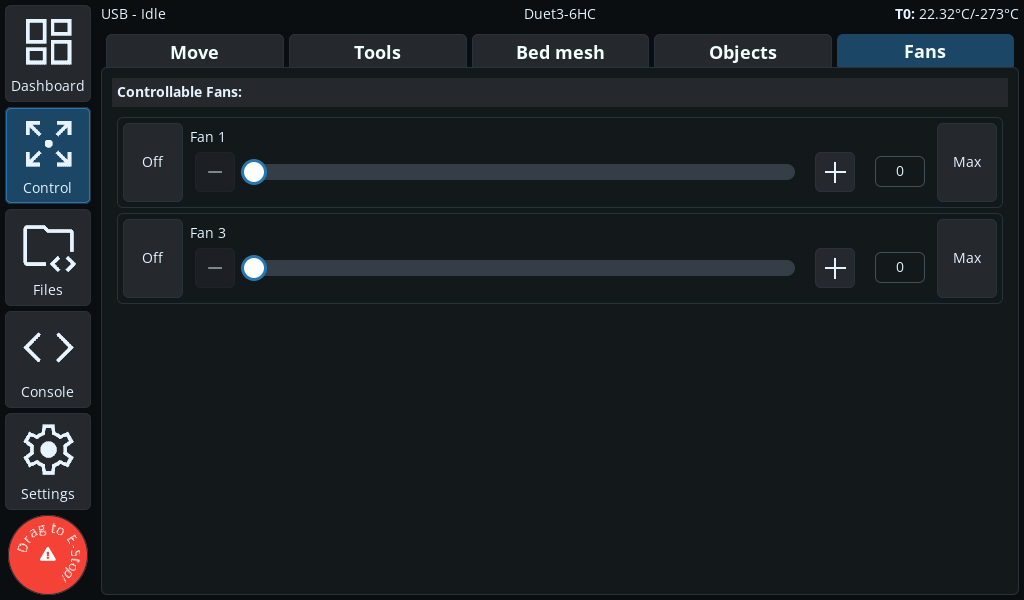 USB - Idle
Duet3-6HC
T0: 22.32°C/-273°C
Dashboard
Control
Files
Console
Settings
Drag to E-Stop!
Move
Tools
Bed mesh
Objects
Fans
Controllable Fans:
Fan 1
Off
0
Max
Fan 3
Off
0
Max